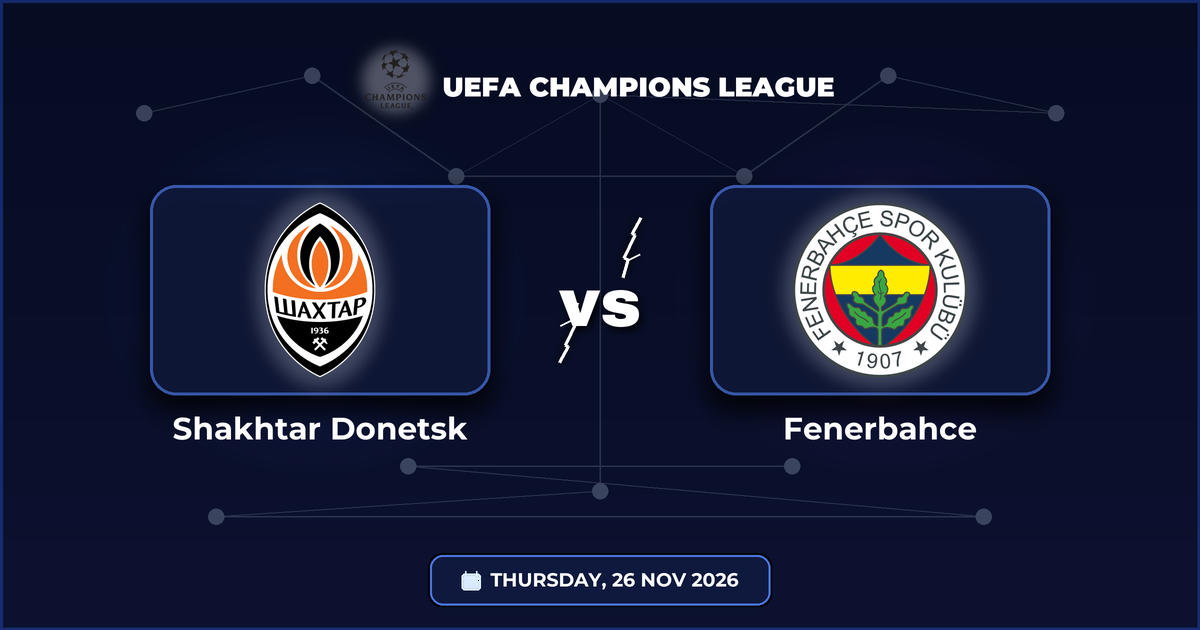 CHAMPIONS
LEAGUE
UEFA CHAMPIONS LEAGUE
ШАХТАР
1936
VS
FENERBAHÇE SPOR KULÜBÜ
1907
Shakhtar Donetsk
Fenerbahce
THURSDAY, 26 NOV 2026